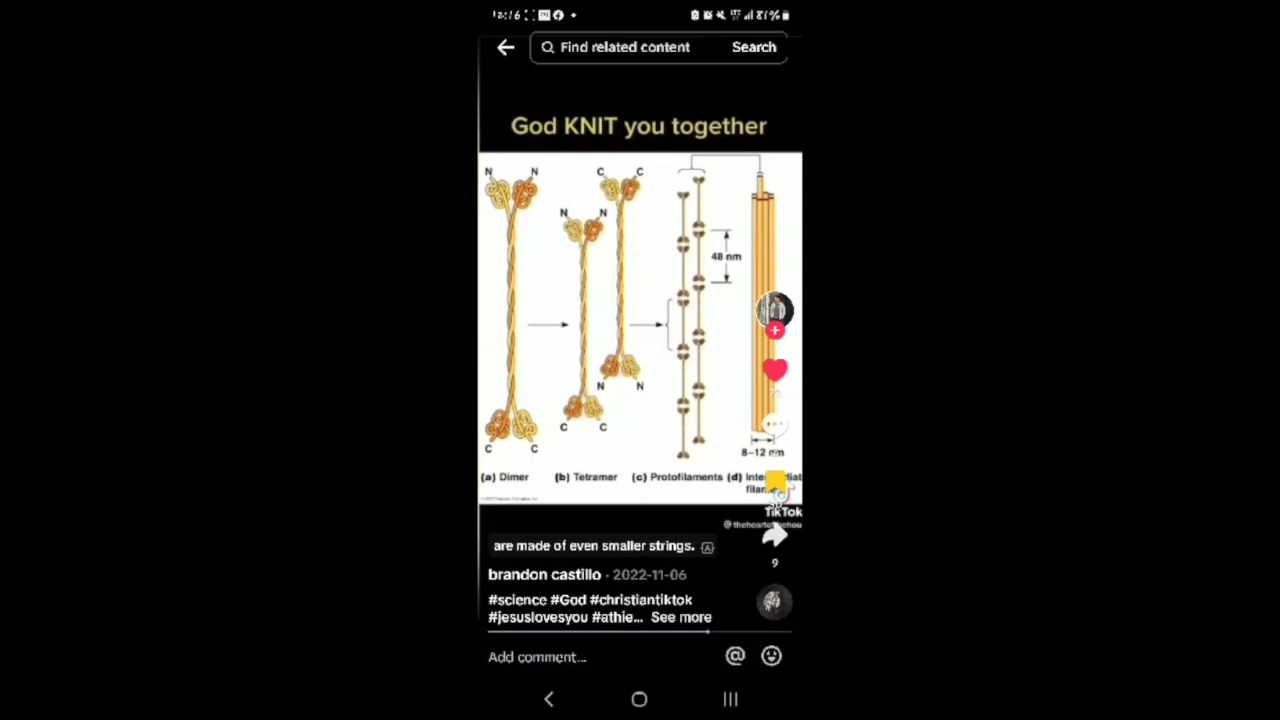 Find related content Search
God KNIT you together
N N C C
N N
48 nm
N N
C C
C C
8–12 nm
(a) Dimer (b) Tetramer (c) Protofilaments (d)
TikTok
are made of even smaller strings.
brandon castillo · 2022-11-06
9
#science #God #christiantiktok
#jesuslovesyou #athie... See more
Add comment...